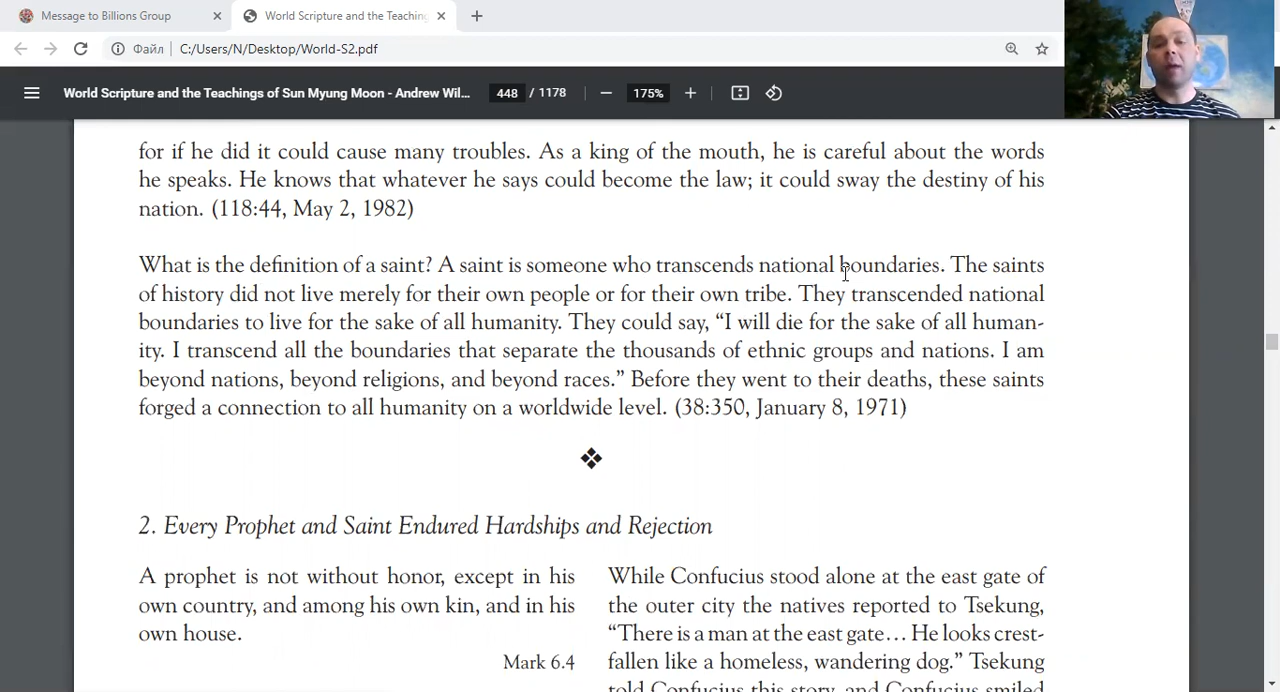 Message to Billions Group
World Scripture and the Teachin
Файл
C:/Users/N/Desktop/World-S2.pdf
World Scripture and the Teachings of Sun Myung Moon - Andrew Wil...
448 / 1178
175%
for if he did it could cause many troubles. As a king of the mouth, he is careful about the words
he speaks. He knows that whatever he says could become the law; it could sway the destiny of his
nation. (118:44, May 2, 1982)
What is the definition of a saint? A saint is someone who transcends national boundaries. The saints
of history did not live merely for their own people or for their own tribe. They transcended national
boundaries to live for the sake of all humanity. They could say, “I will die for the sake of all human-
ity. I transcend all the boundaries that separate the thousands of ethnic groups and nations. I am
beyond nations, beyond religions, and beyond races.” Before they went to their deaths, these saints
forged a connection to all humanity on a worldwide level. (38:350, January 8, 1971)
2. Every Prophet and Saint Endured Hardships and Rejection
A prophet is not without honor, except in his
own country, and among his own kin, and in his
own house.
Mark 6.4
While Confucius stood alone at the east gate of
the outer city the natives reported to Tsekung,
“There is a man at the east gate… He looks crest-
fallen like a homeless, wandering dog.” Tsekung
told Confucius this story, and Confucius smiled